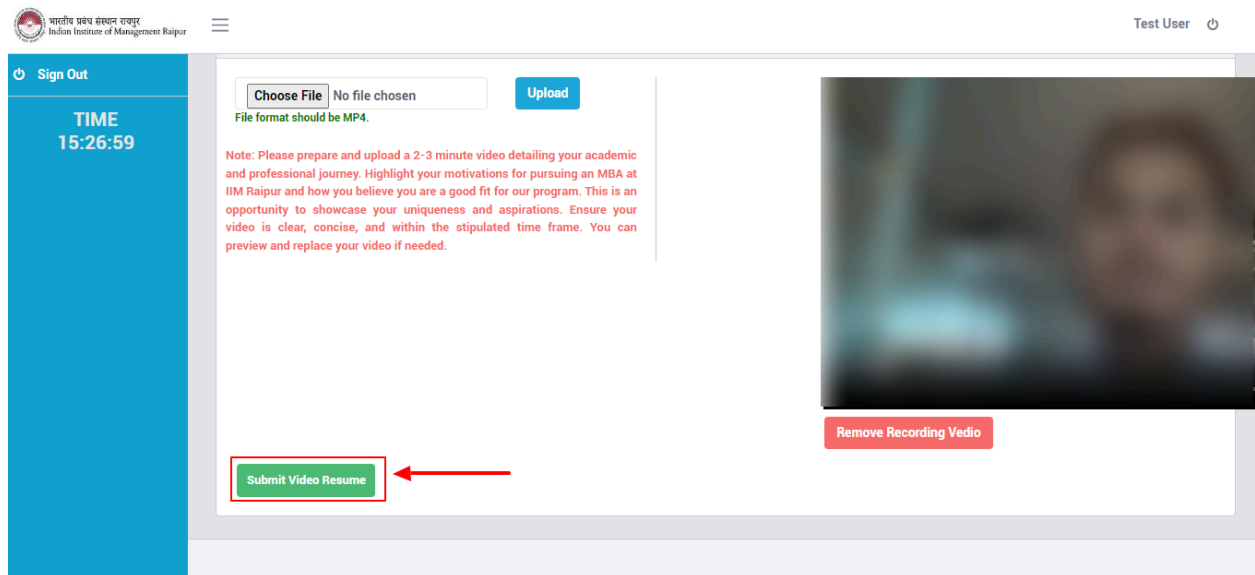 भारतीय प्रबंध संस्थान रायपुर
Indian Institute of Management Raipur
Test User
Sign Out
TIME
15:26:59
Choose File No file chosen
Upload
File format should be MP4.
Note: Please prepare and upload a 2-3 minute video detailing your academic
and professional journey. Highlight your motivations for pursuing an MBA at
IIM Raipur and how you believe you are a good fit for our program. This is an
opportunity to showcase your uniqueness and aspirations. Ensure your
video is clear, concise, and within the stipulated time frame. You can
preview and replace your video if needed.
Remove Recording Vedio
Submit Video Resume